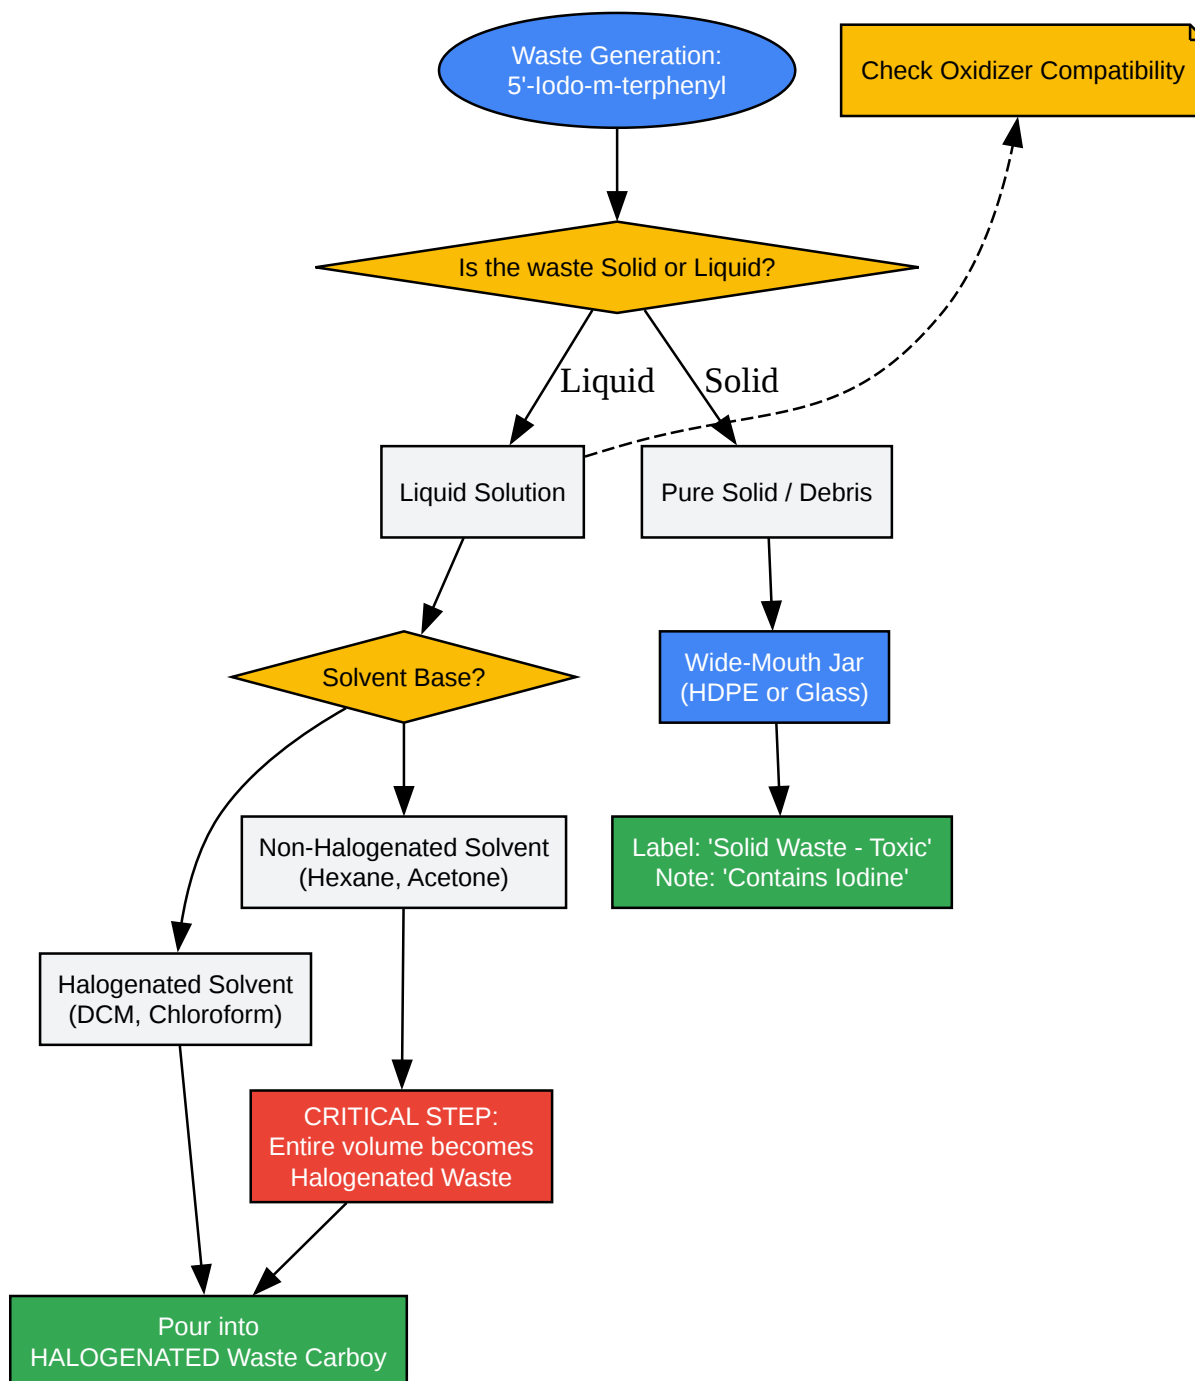 Waste Generation:
5'-Iodo-m-terphenyl
Check Oxidizer Compatibility
Is the waste Solid or Liquid?
Liquid
Solid
Liquid Solution
Pure Solid / Debris
Solvent Base?
Wide-Mouth Jar
(HDPE or Glass)
Non-Halogenated Solvent
(Hexane, Acetone)
Label: 'Solid Waste - Toxic'
Note: 'Contains Iodine'
Halogenated Solvent
(DCM, Chloroform)
CRITICAL STEP:
Entire volume becomes
Halogenated Waste
Pour into
HALOGENATED Waste Carboy